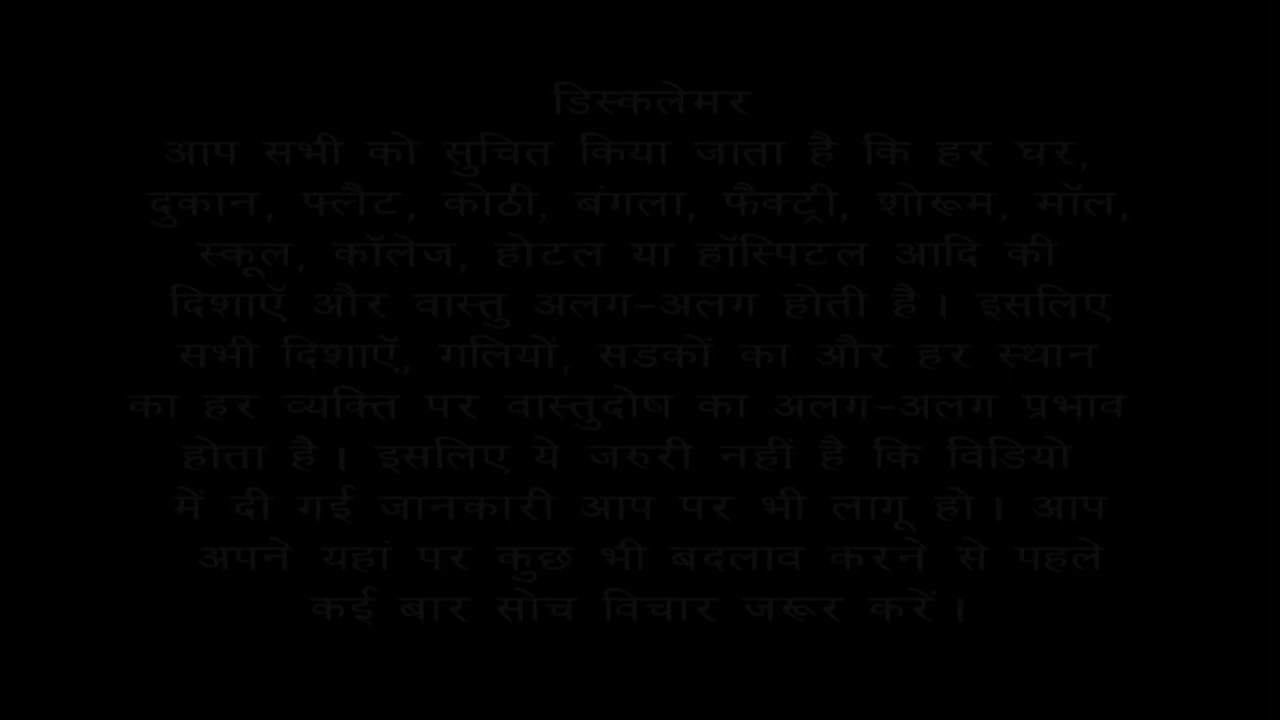 डिस्कलेमर
आप सभी को सुचित किया जाता है कि हर घर,
दुकान, फ्लैट, कोठी, बंगला, फैक्ट्री, शोरूम, मॉल,
स्कूल, कॉलेज, होटल या हॉस्पिटल आदि की
दिशाएॅ और वास्तु अलग–अलग होती है। इसलिए
सभी दिशाएॅ, गलियों, सडकों का और हर स्थान
का हर व्यक्ति पर वास्तुदोष का अलग–अलग प्रभाव
होता है। इसलिए ये जरुरी नहीं है कि विडियो
में दी गई जानकारी आप पर भी लागू हो। आप
अपने यहां पर कुछ भी बदलाव करने से पहले
कई बार सोच विचार जरूर करें।